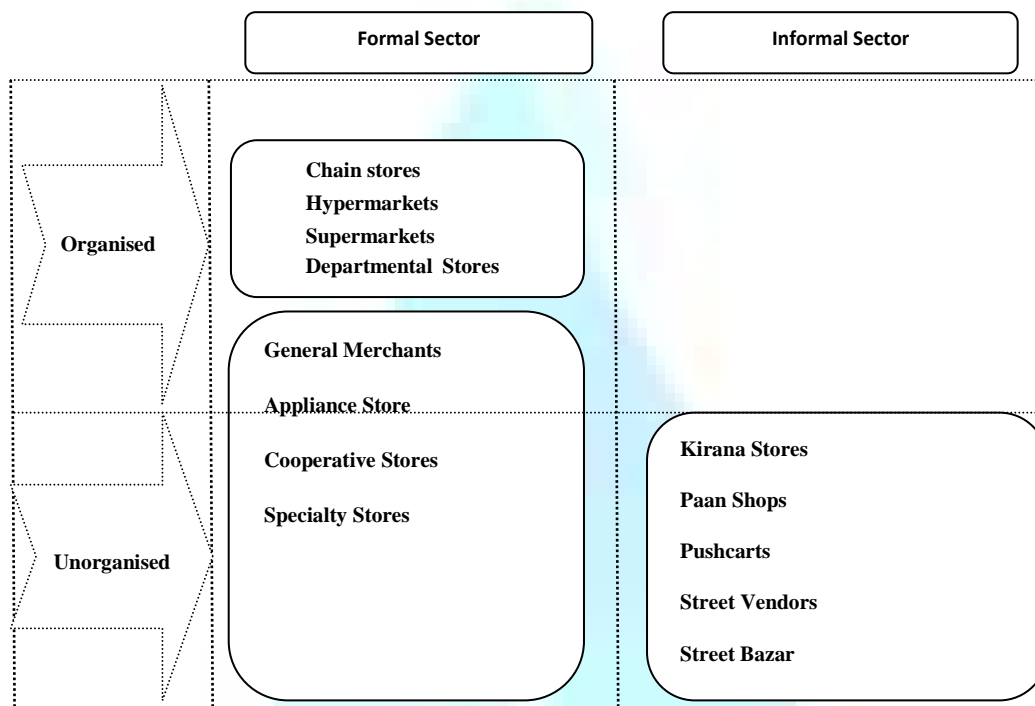 Formal Sector
Informal Sector
Organised
Chain stores
Hypermarkets
Supermarkets
Departmental Stores
General Merchants
Appliance Store
Cooperative Stores
Specialty Stores
Unorganised
Kirana Stores
Paan Shops
Pushcarts
Street Vendors
Street Bazar